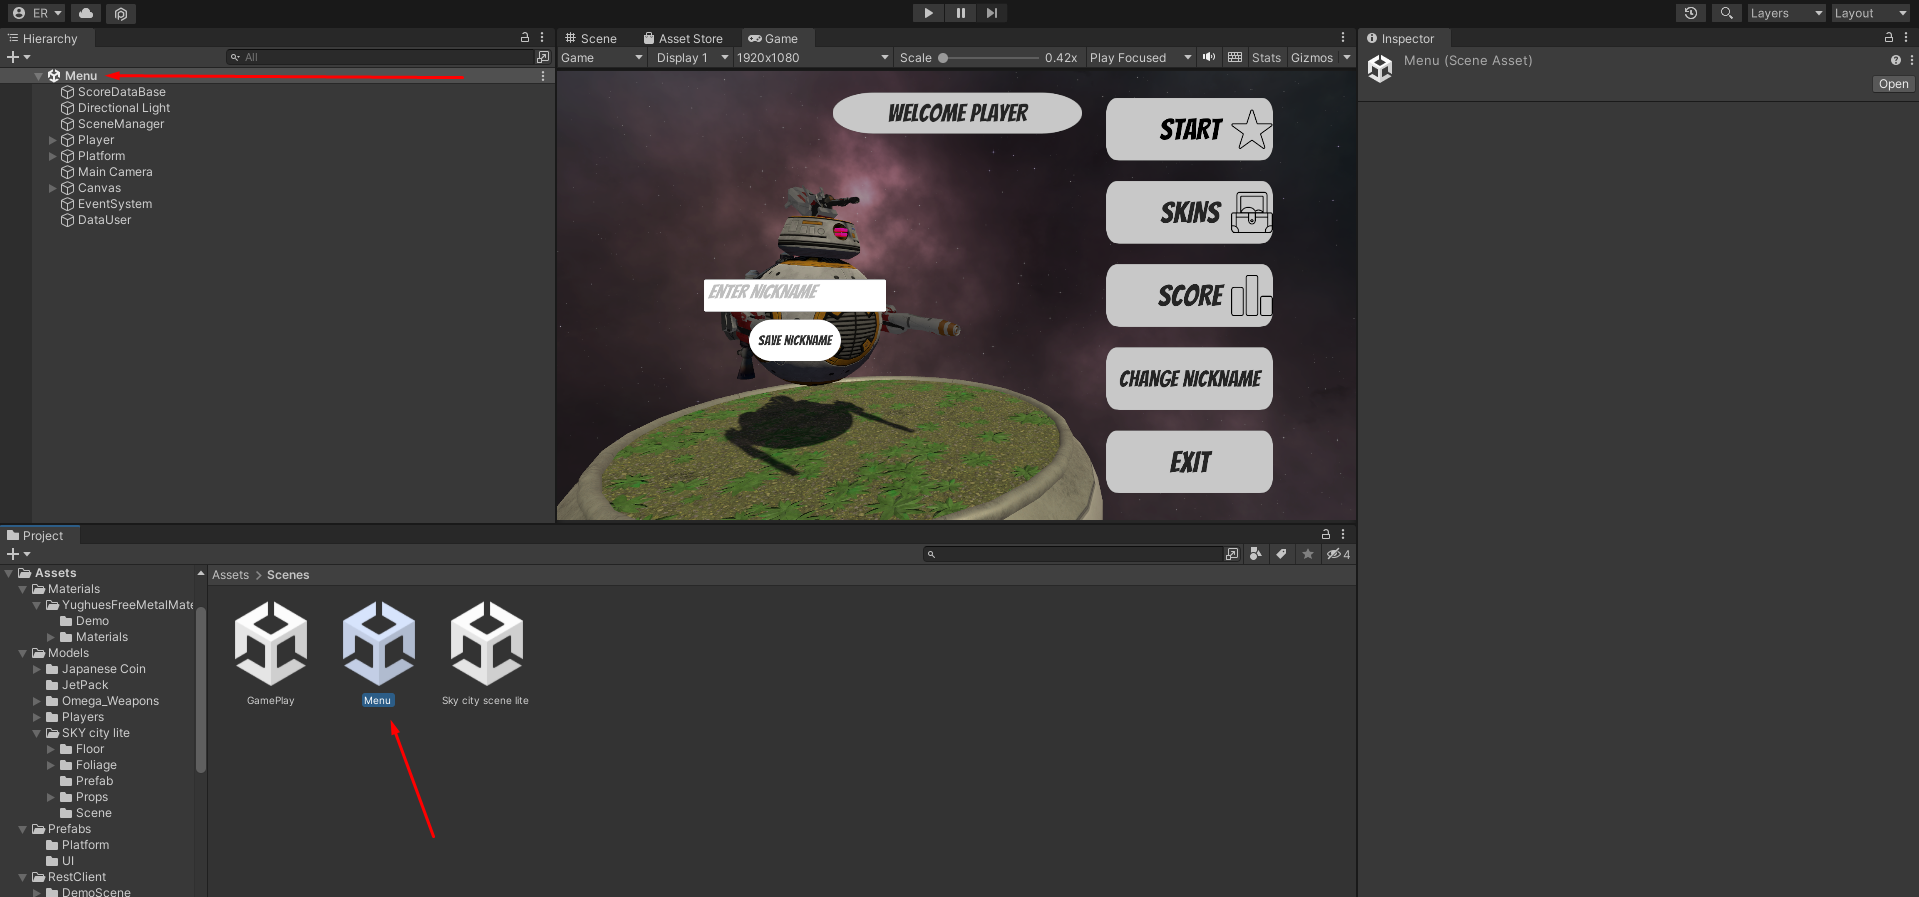 ER
Layers
Layout
Hierarchy
All
Menu
ScoreDataBase
Directional Light
SceneManager
Player
Platform
Main Camera
Canvas
EventSystem
DataUser
Scene
Asset Store
Game
Game
Display 1
1920x1080
Scale
0.42x
Play Focused
Stats
Gizmos
WELCOME PLAYER
START
SKINS
SCORE
CHANGE NICKNAME
EXIT
ENTER NICKNAME
SAVE NICKNAME
Inspector
Menu (Scene Asset)
Open
Project
4
Assets
Materials
YughuesFreeMetalMate
Demo
Materials
Models
Japanese Coin
JetPack
Omega_Weapons
Players
SKY city lite
Floor
Foliage
Prefab
Props
Scene
Prefabs
Platform
UI
RestClient
DemoScene
Assets > Scenes
GamePlay
Menu
Sky city scene lite